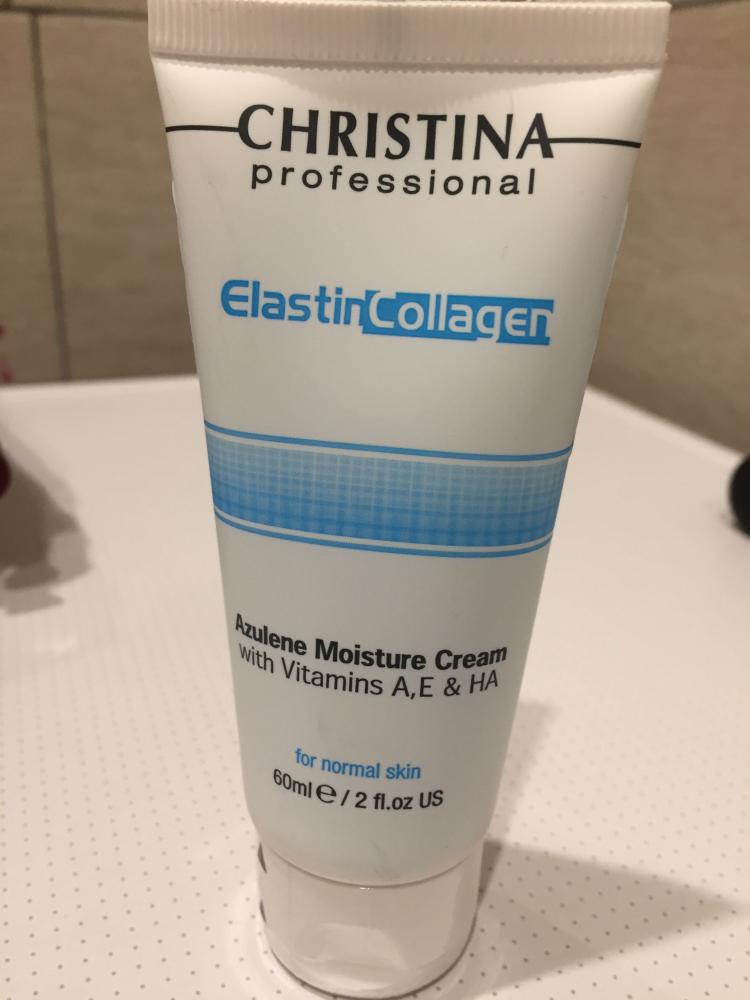 CHRISTINA
professional
ElastinCollagen
Azulene Moisture Cream
with Vitamins A,E & HA
for normal skin
60ml ℮ / 2 fl.oz US